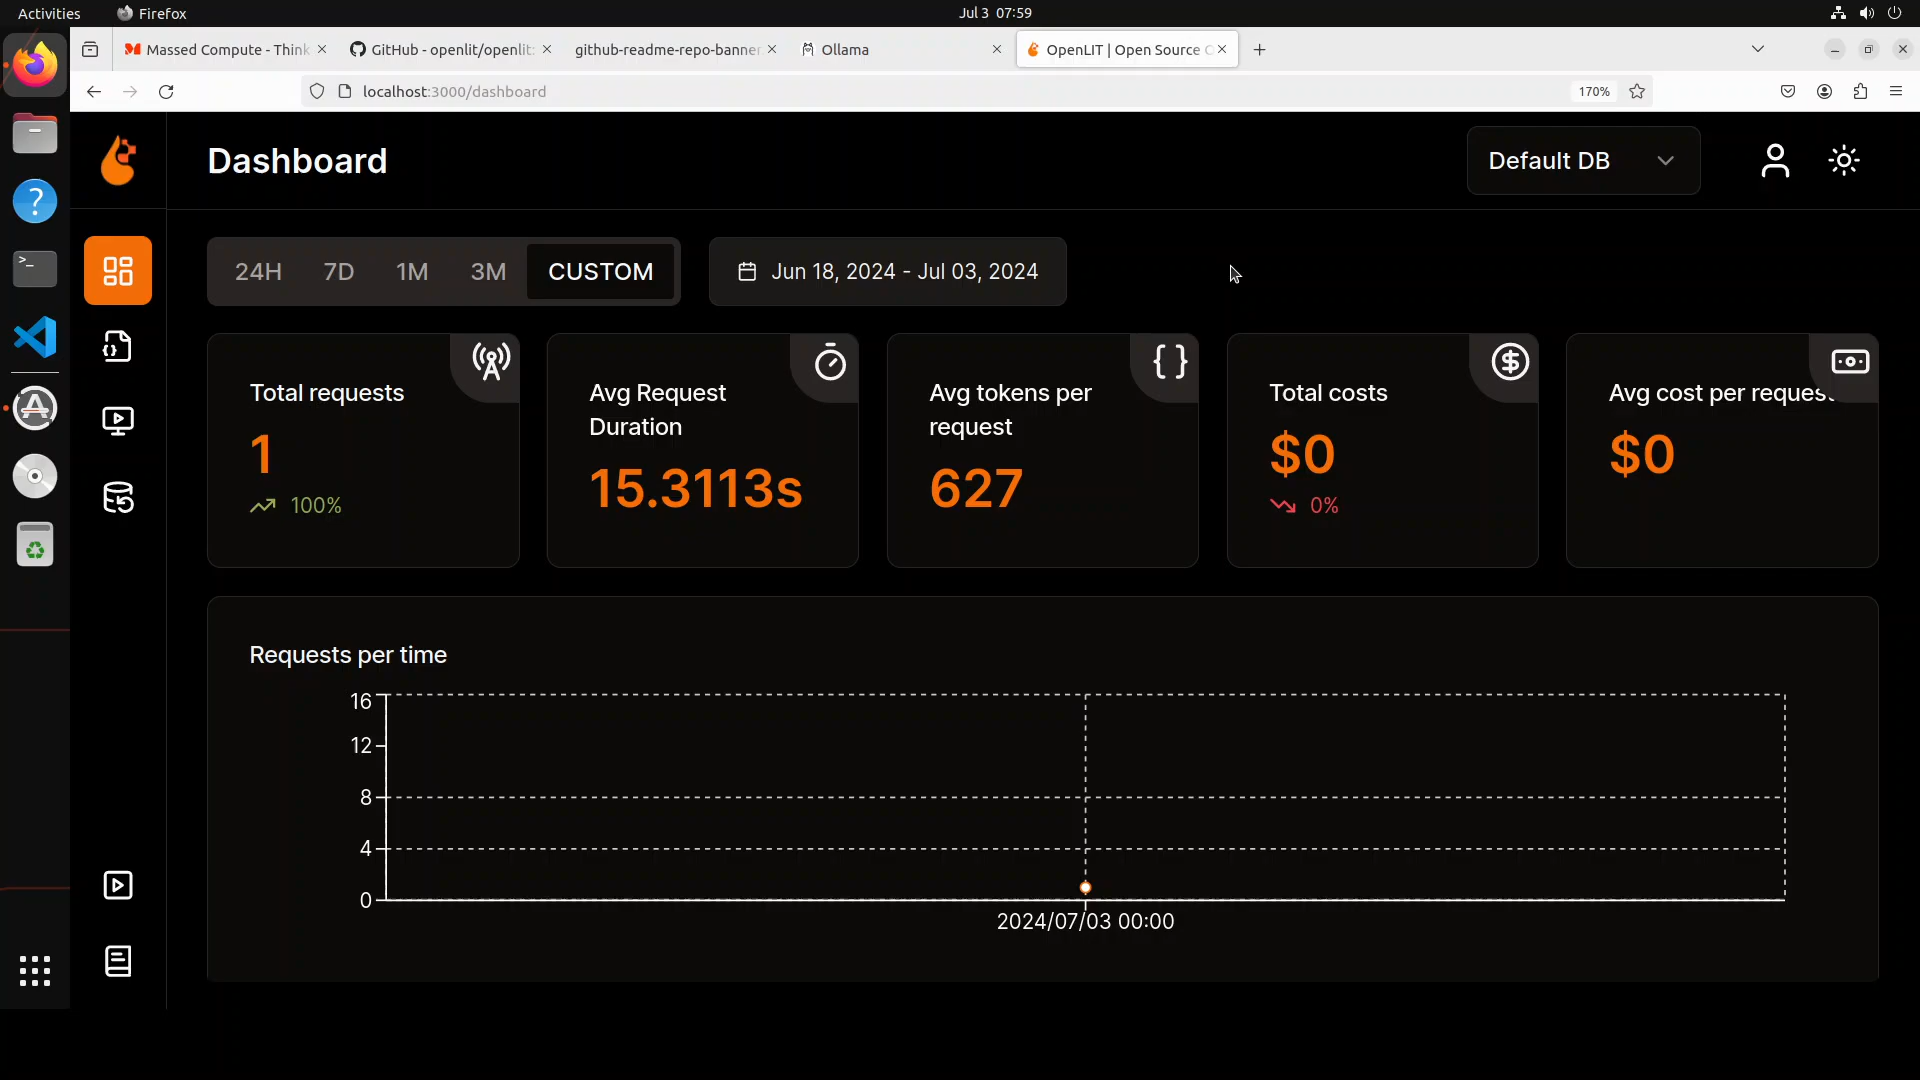 Activities
Firefox
Jul 3 07:59
Massed Compute - Think
GitHub - openlit/openlit:
github-readme-repo-banner
Ollama
OpenLIT | Open Source O
localhost:3000/dashboard
170%
Dashboard
Default DB
24H
7D
1M
3M
CUSTOM
Jun 18, 2024 - Jul 03, 2024
Total requests
1
100%
Avg Request
Duration
15.3113s
Avg tokens per
request
627
Total costs
$0
0%
Avg cost per request
$0
Requests per time
16
12
8
4
0
2024/07/03 00:00